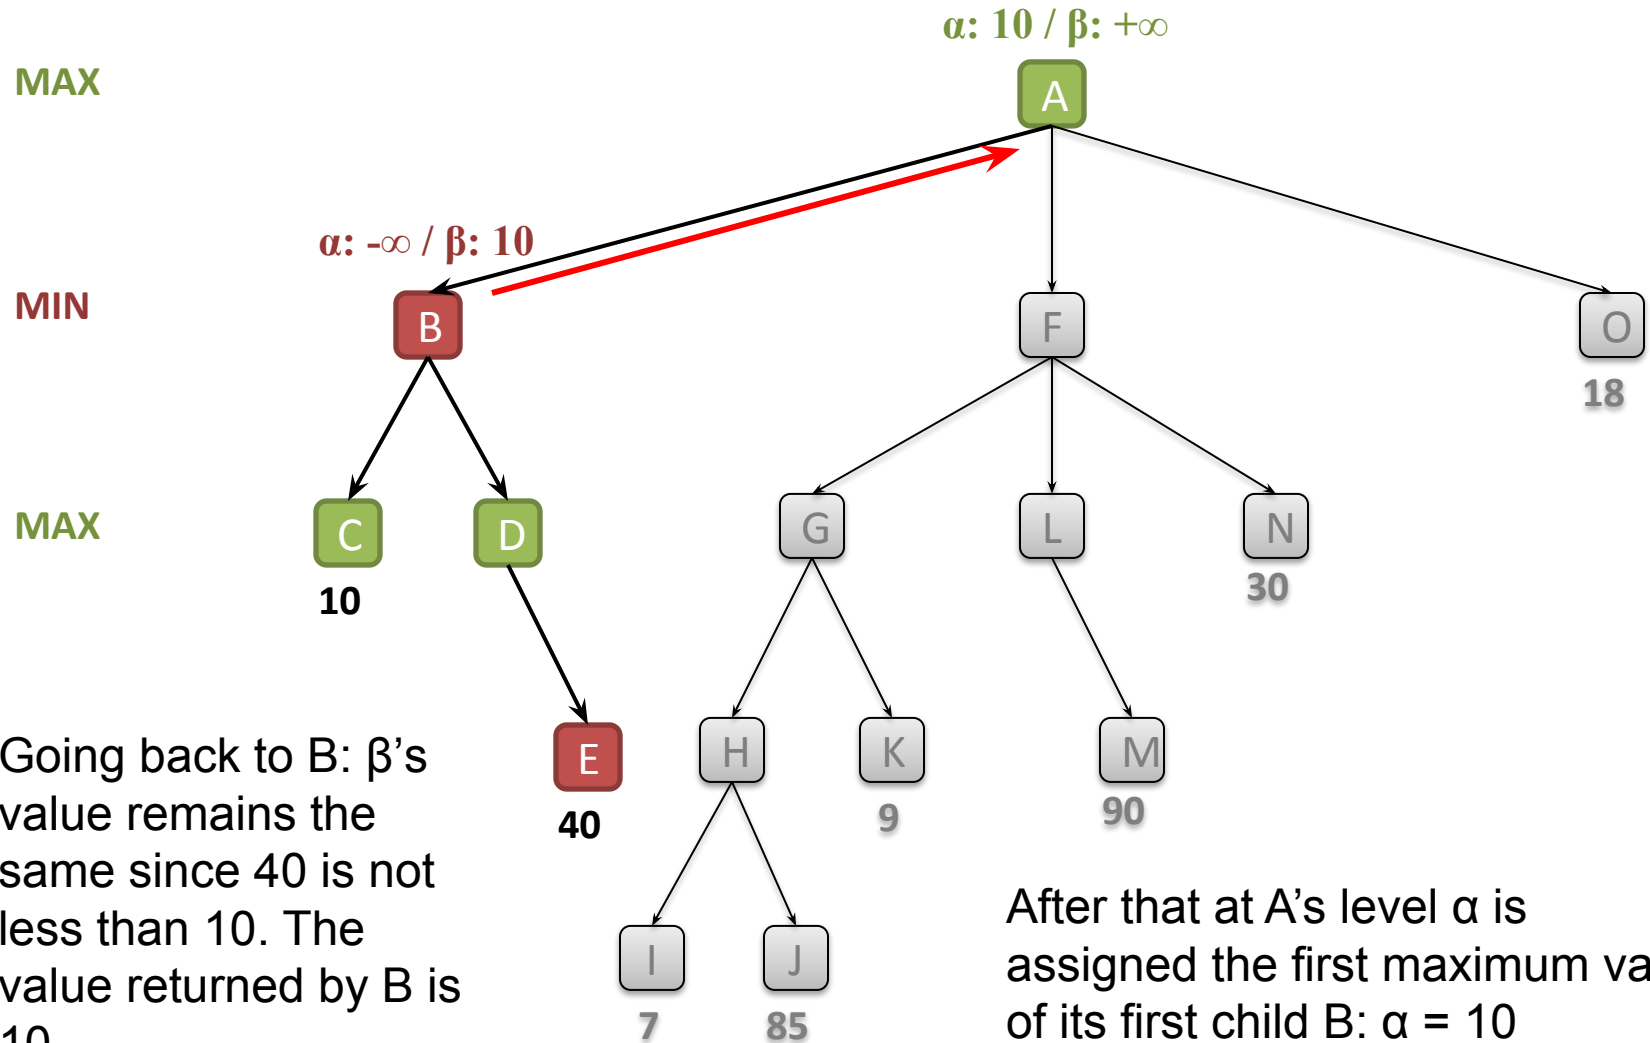 α: 10 / β: +∞
MAX
A
α: -∞ / β: 10
MIN
B
F
O
18
MAX
C
D
G
L
N
10
30
E
H
K
M
40
9
90
Going back to B: β’s
value remains the
same since 40 is not
less than 10. The
value returned by B is
10
I
J
7
85
After that at A’s level α is
assigned the first maximum va
of its first child B: α = 10